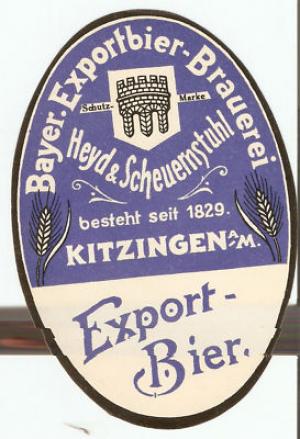 Bayer. Exportbier-Brauerei
Schutz-Marke
Heyd & Scheuernstuhl
besteht seit 1829.
KITZINGEN A/M.
Export-
Bier.